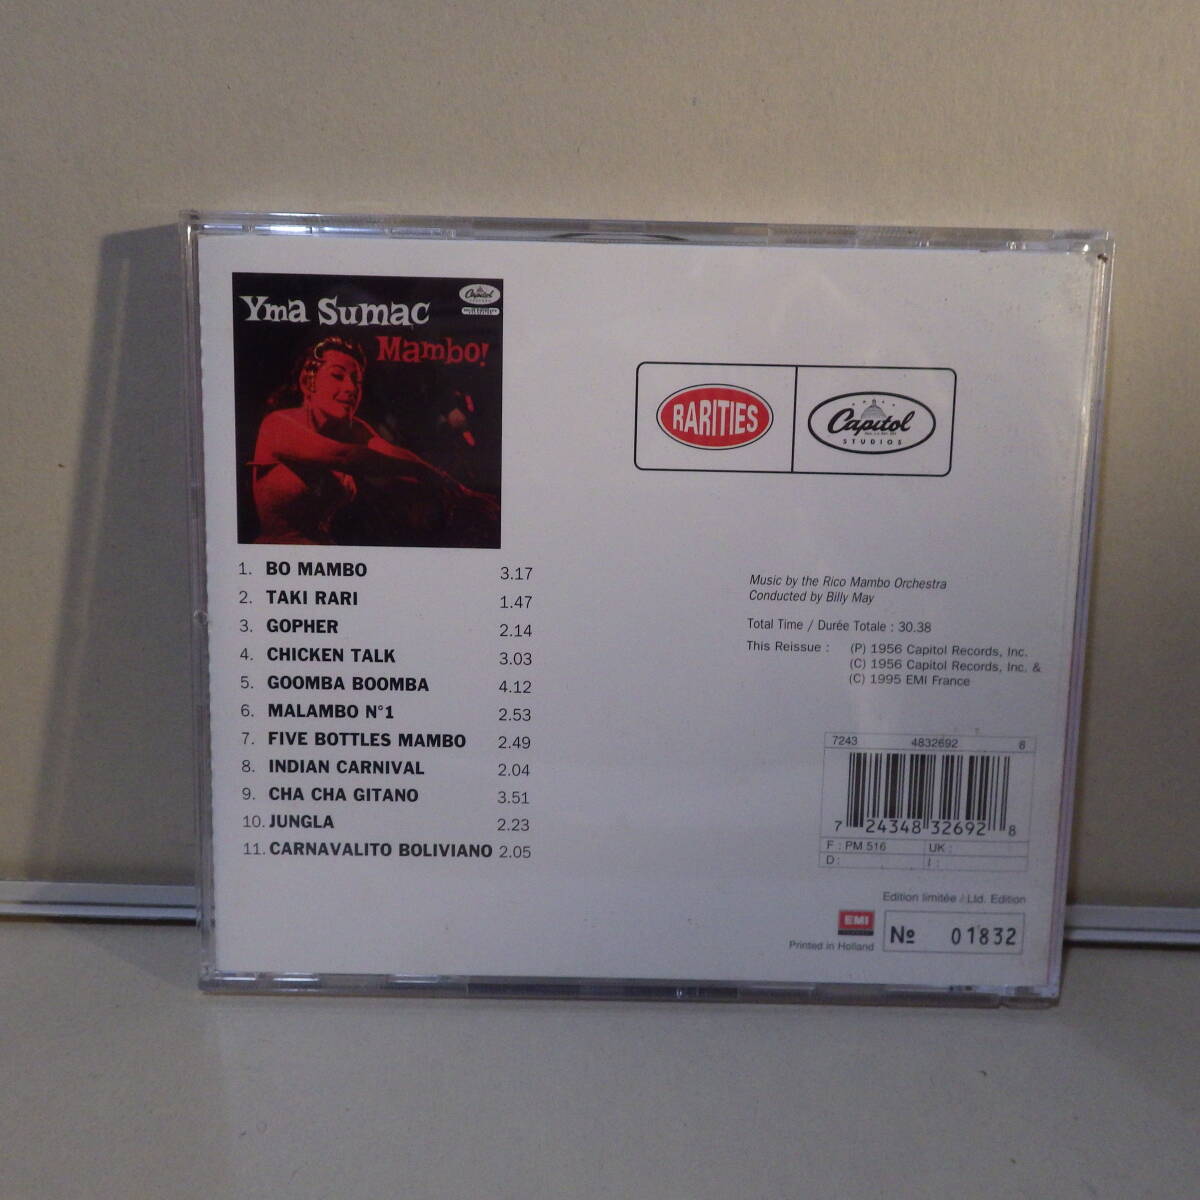 Yma Sumac
Mambo!
Capitol
RARITIES
Capitol
STUDIOS
1. BO MAMBO 3.17
2. TAKI RARI 1.47
3. GOPHER 2.14
4. CHICKEN TALK 3.03
5. GOOMBA BOOMBA 4.12
6. MALAMBO N°1 2.53
7. FIVE BOTTLES MAMBO 2.49
8. INDIAN CARNIVAL 2.04
9. CHA CHA GITANO 3.51
10. JUNGLA 2.23
11. CARNAVALITO BOLIVIANO 2.05
Music by the Rico Mambo Orchestra
Conducted by Billy May
Total Time / Durée Totale : 30.38
This Reissue : (P) 1956 Capitol Records, Inc.
(C) 1956 Capitol Records, Inc. &
(C) 1995 EMI France
7243 4832692 8
7 24348 32692 8
F : PM 516 UK :
D : I :
Edition limitée / Ltd. Edition
EMI
Printed in Holland
№ 01832